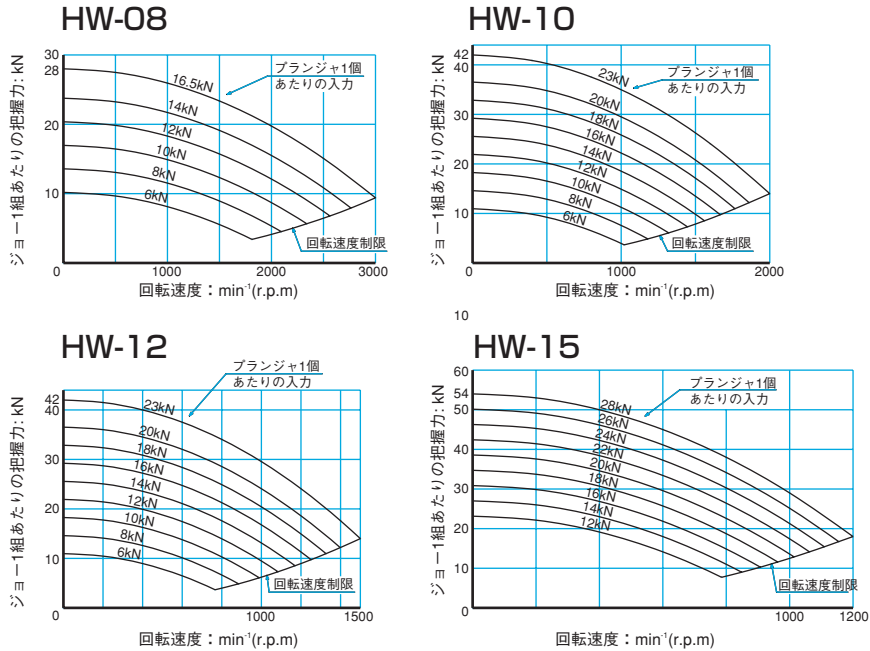 HW-08
ジョー1組あたりの把握力: kN
30
28
20
10
0
16.5kN
14kN
12kN
10kN
8kN
6kN
プランジャ1個
あたりの入力
回転速度制限
1000
2000
3000
回転速度：min⁻¹(r.p.m)
HW-10
ジョー1組あたりの把握力: kN
42
40
30
20
10
0
23kN
20kN
18kN
16kN
14kN
12kN
10kN
8kN
6kN
プランジャ1個
あたりの入力
回転速度制限
1000
2000
回転速度：min⁻¹(r.p.m)
10
HW-12
ジョー1組あたりの把握力: kN
42
40
30
20
10
0
23kN
20kN
18kN
16kN
14kN
12kN
10kN
8kN
6kN
プランジャ1個
あたりの入力
回転速度制限
1000
1500
回転速度：min⁻¹(r.p.m)
HW-15
ジョー1組あたりの把握力: kN
60
54
50
40
30
20
10
0
28kN
26kN
24kN
22kN
20kN
18kN
16kN
14kN
12kN
プランジャ1個
あたりの入力
回転速度制限
1000
1200
回転速度：min⁻¹(r.p.m)